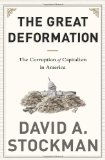 THE GREAT
DEFORMATION
The Corruption of Capitalism
in America
DAVID A.
STOCKMAN